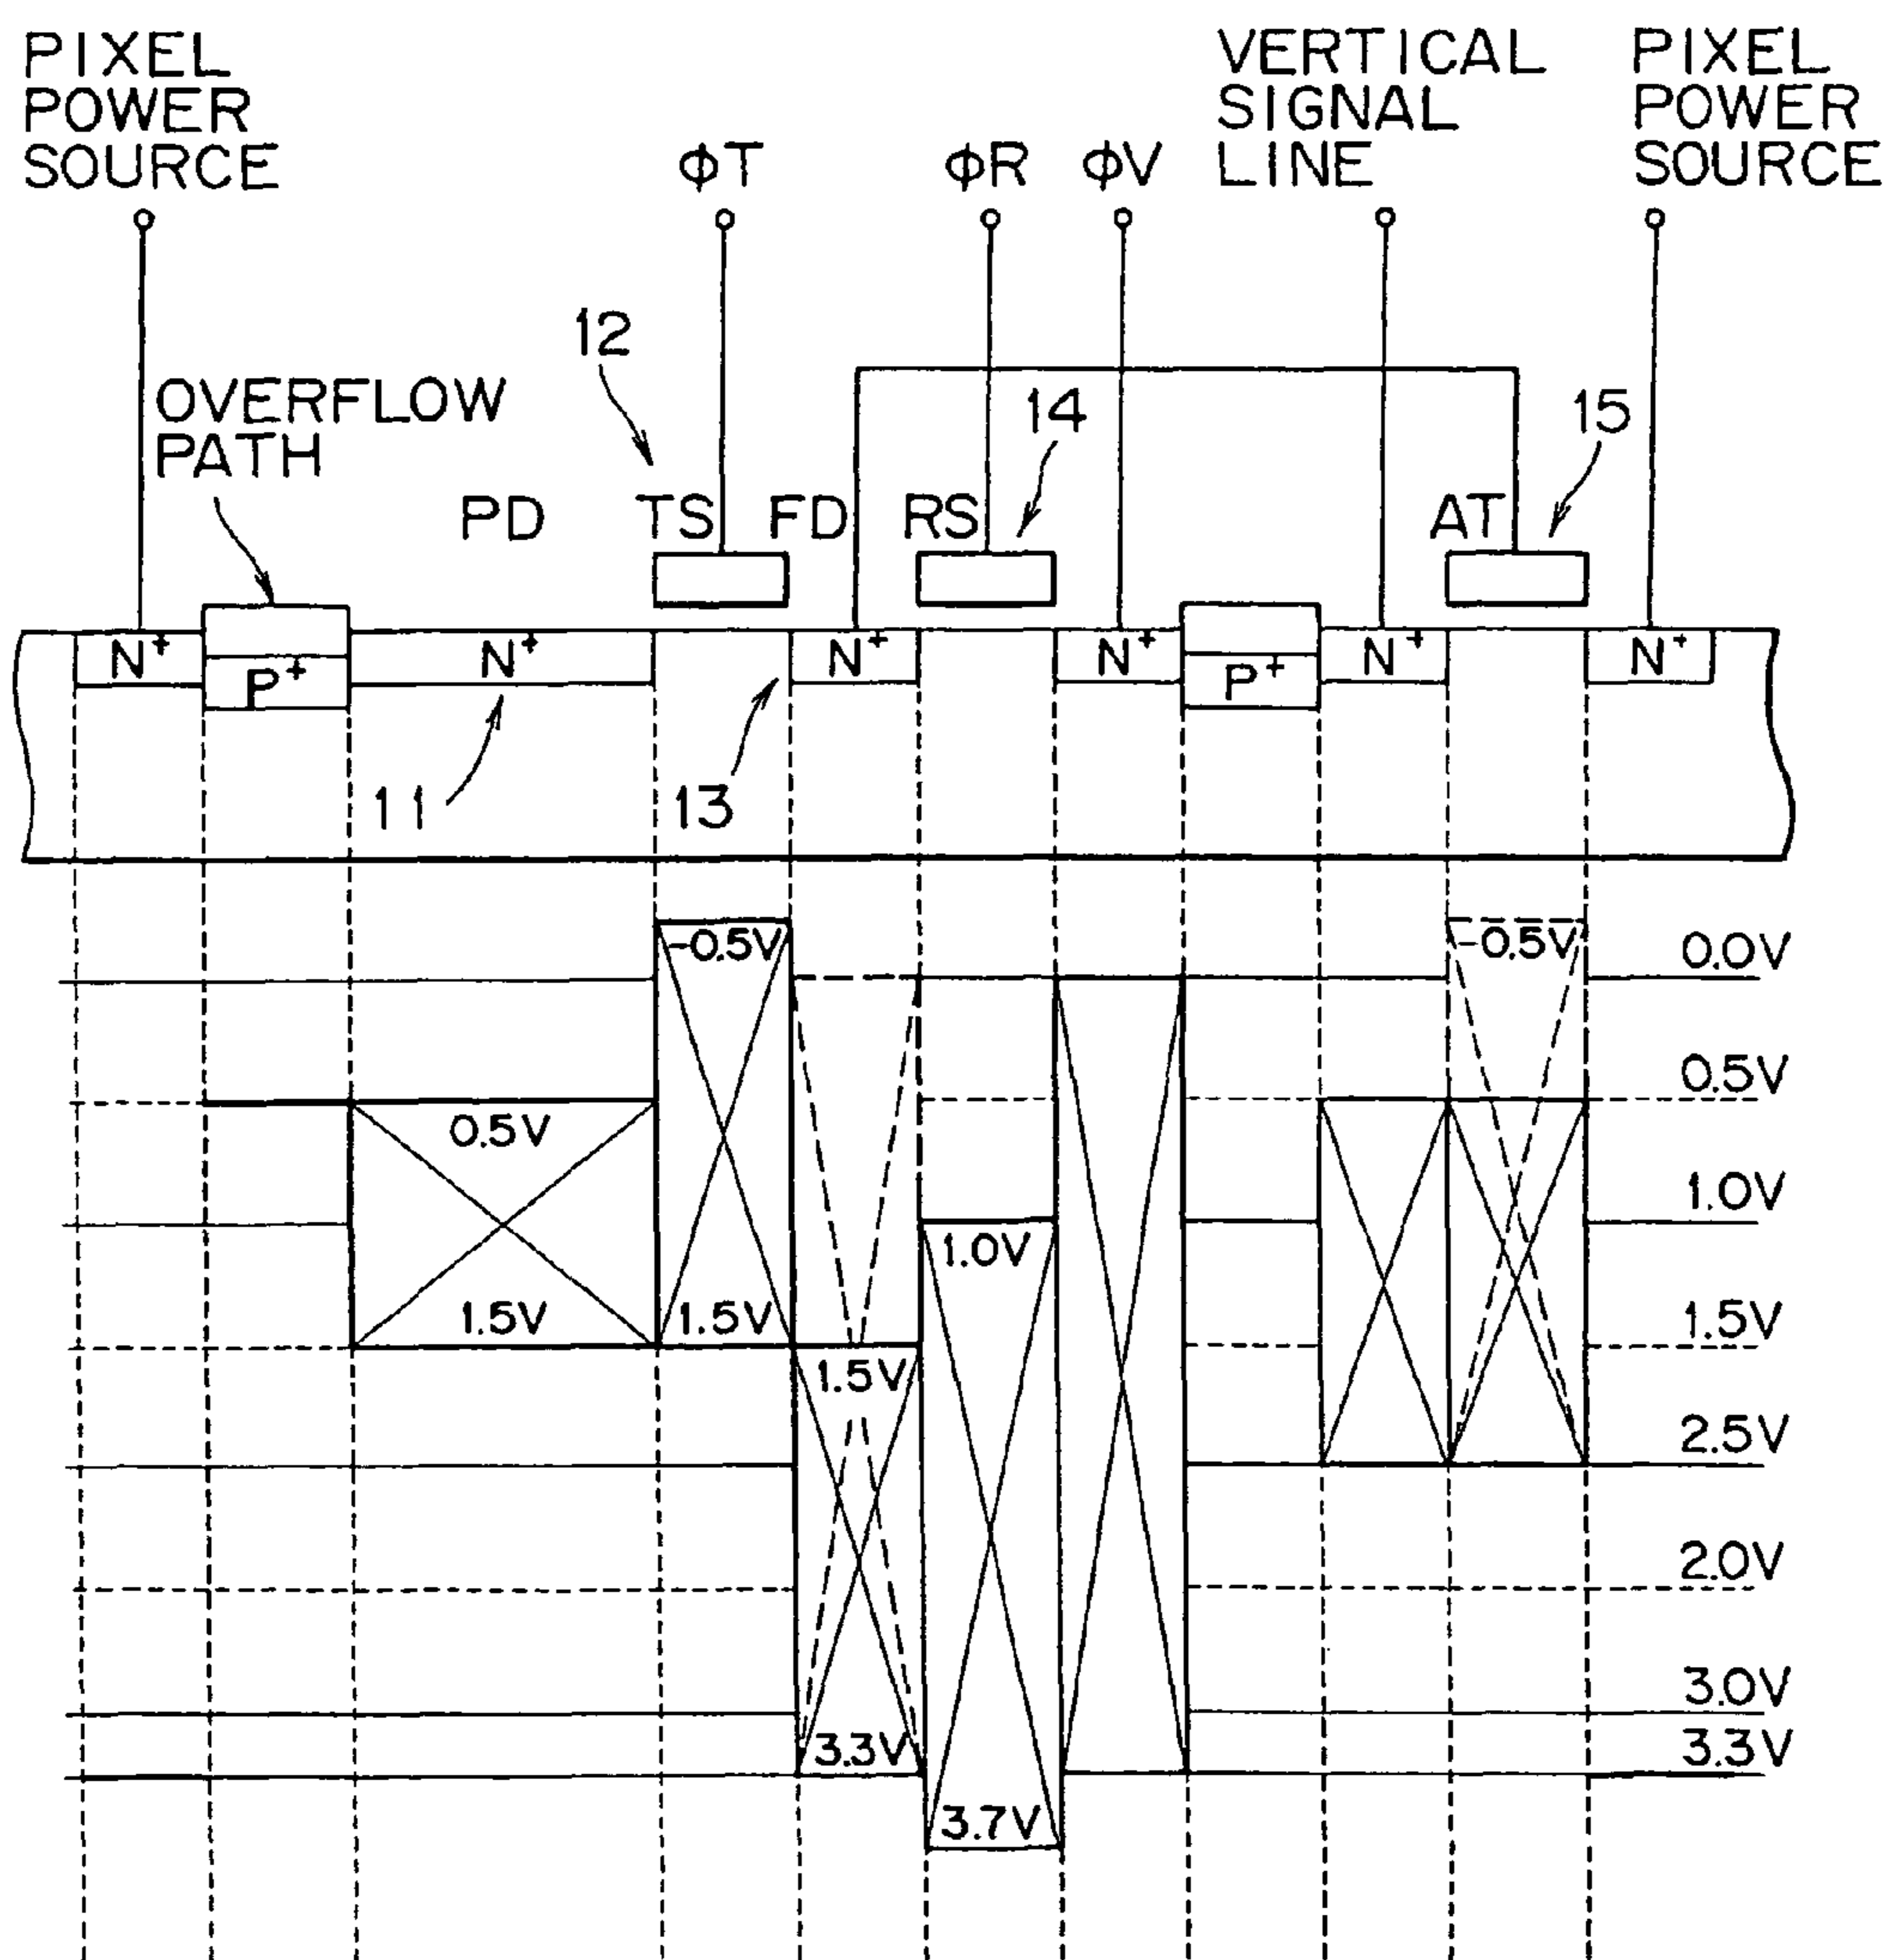 PIXEL
POWER
SOURCE
ΦT
ΦR
ΦV
VERTICAL
SIGNAL
LINE
PIXEL
POWER
SOURCE
12
OVERFLOW
PATH
14
15
PD
TS
FD
RS
AT
N+
P+
N+
N+
N+
P+
N+
N+
11
13
-0.5V
-0.5V
0.0V
0.5V
0.5V
1.0V
1.0V
1.5V
1.5V
1.5V
1.5V
2.5V
2.0V
3.0V
3.3V
3.3V
3.7V